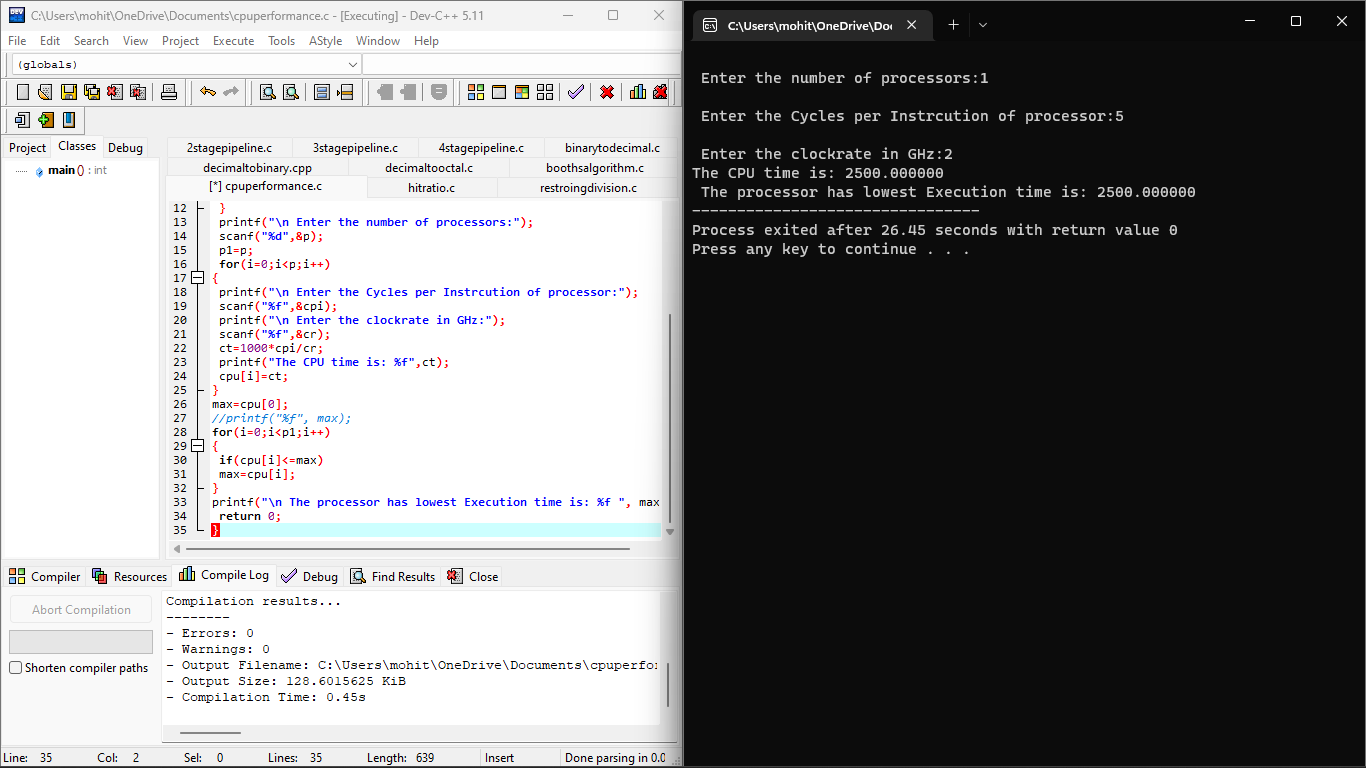 C:\Users\mohit\OneDrive\Documents\cpuperformance.c - [Executing] - Dev-C++ 5.11
File Edit Search View Project Execute Tools AStyle Window Help
(globals)
Project Classes Debug
main () : int
2stagepipeline.c 3stagepipeline.c 4stagepipeline.c binarytodecimal.c
decimaltobinary.cpp decimaltooctal.c boothsalgorithm.c
[*] cpuperformance.c hitratio.c restroingdivision.c
12 }
13 printf("\n Enter the number of processors:");
14 scanf("%d",&p);
15 p1=p;
16 for(i=0;i<p;i++)
17 {
18 printf("\n Enter the Cycles per Instrcution of processor:");
19 scanf("%f",&cpi);
20 printf("\n Enter the clockrate in GHz:");
21 scanf("%f",&cr);
22 ct=1000*cpi/cr;
23 printf("The CPU time is: %f",ct);
24 cpu[i]=ct;
25 }
26 max=cpu[0];
27 //printf("%f", max);
28 for(i=0;i<p1;i++)
29 {
30 if(cpu[i]<=max)
31 max=cpu[i];
32 }
33 printf("\n The processor has lowest Execution time is: %f ", max
34 return 0;
35 }
Compiler Resources Compile Log Debug Find Results Close
Abort Compilation
Shorten compiler paths
Compilation results...
--------
- Errors: 0
- Warnings: 0
- Output Filename: C:\Users\mohit\OneDrive\Documents\cpuperfor
- Output Size: 128.6015625 KiB
- Compilation Time: 0.45s
Line: 35 Col: 2 Sel: 0 Lines: 35 Length: 639 Insert Done parsing in 0.0
C:\Users\mohit\OneDrive\Doc
Enter the number of processors:1
Enter the Cycles per Instrcution of processor:5
Enter the clockrate in GHz:2
The CPU time is: 2500.000000
The processor has lowest Execution time is: 2500.000000
--------------------------------
Process exited after 26.45 seconds with return value 0
Press any key to continue . . .